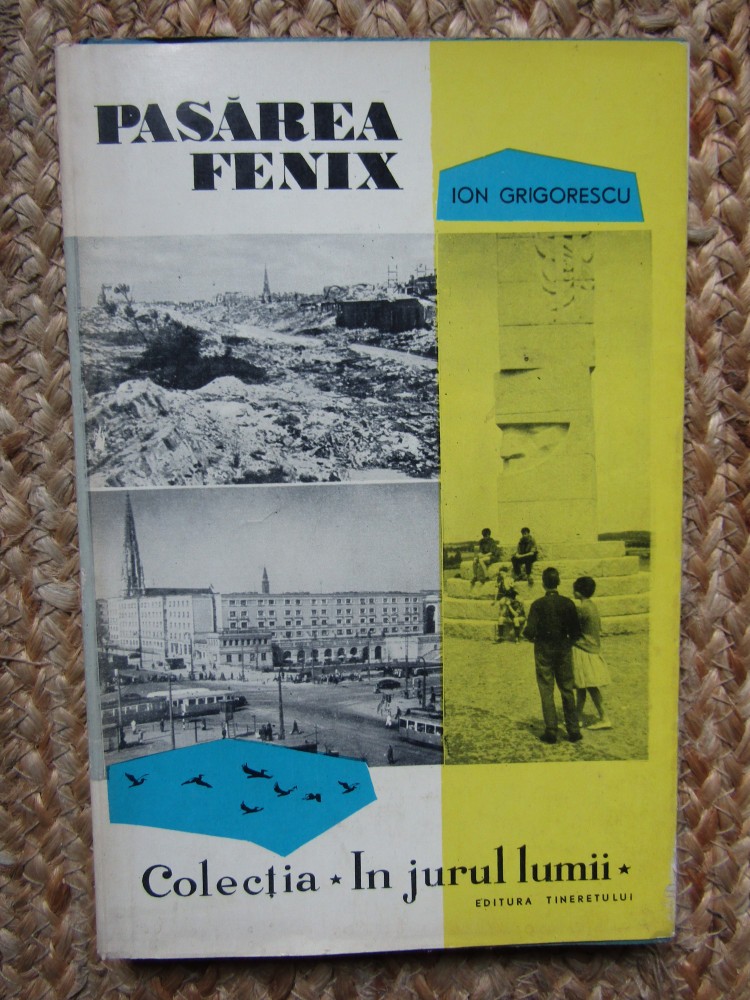 PASĂREA
FENIX
ION GRIGORESCU
Colecția ★ In jurul lumii ★
EDITURA TINERETULUI